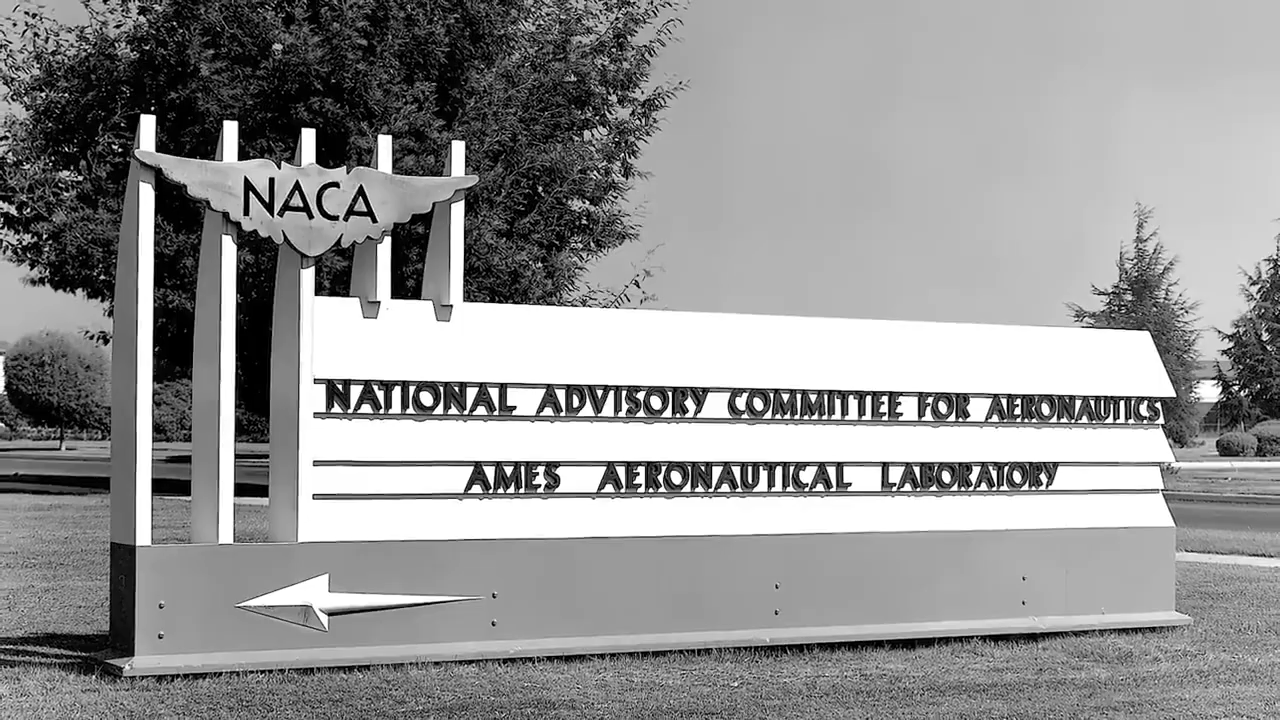 NACA
NATIONAL ADVISORY COMMITTEE FOR AERONAUTICS
AMES AERONAUTICAL LABORATORY